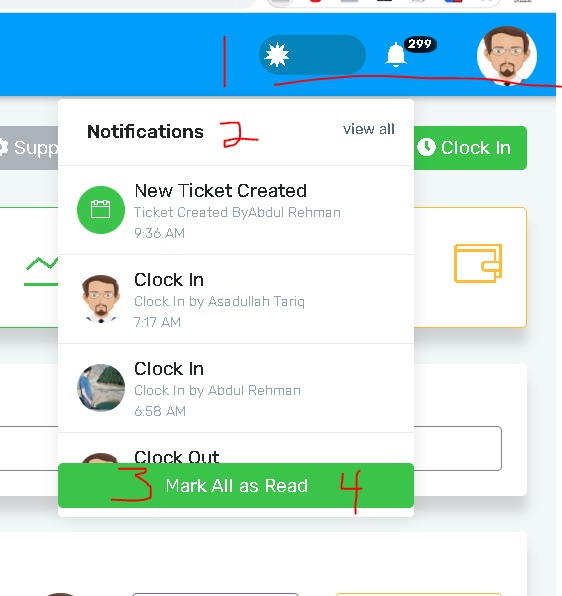 1
299
Notifications 2 view all
Supp
Clock In
New Ticket Created
Ticket Created ByAbdul Rehman
9:36 AM
Clock In
Clock In by Asadullah Tariq
7:17 AM
Clock In
Clock In by Abdul Rehman
6:58 AM
Clock Out
3 Mark All as Read 4